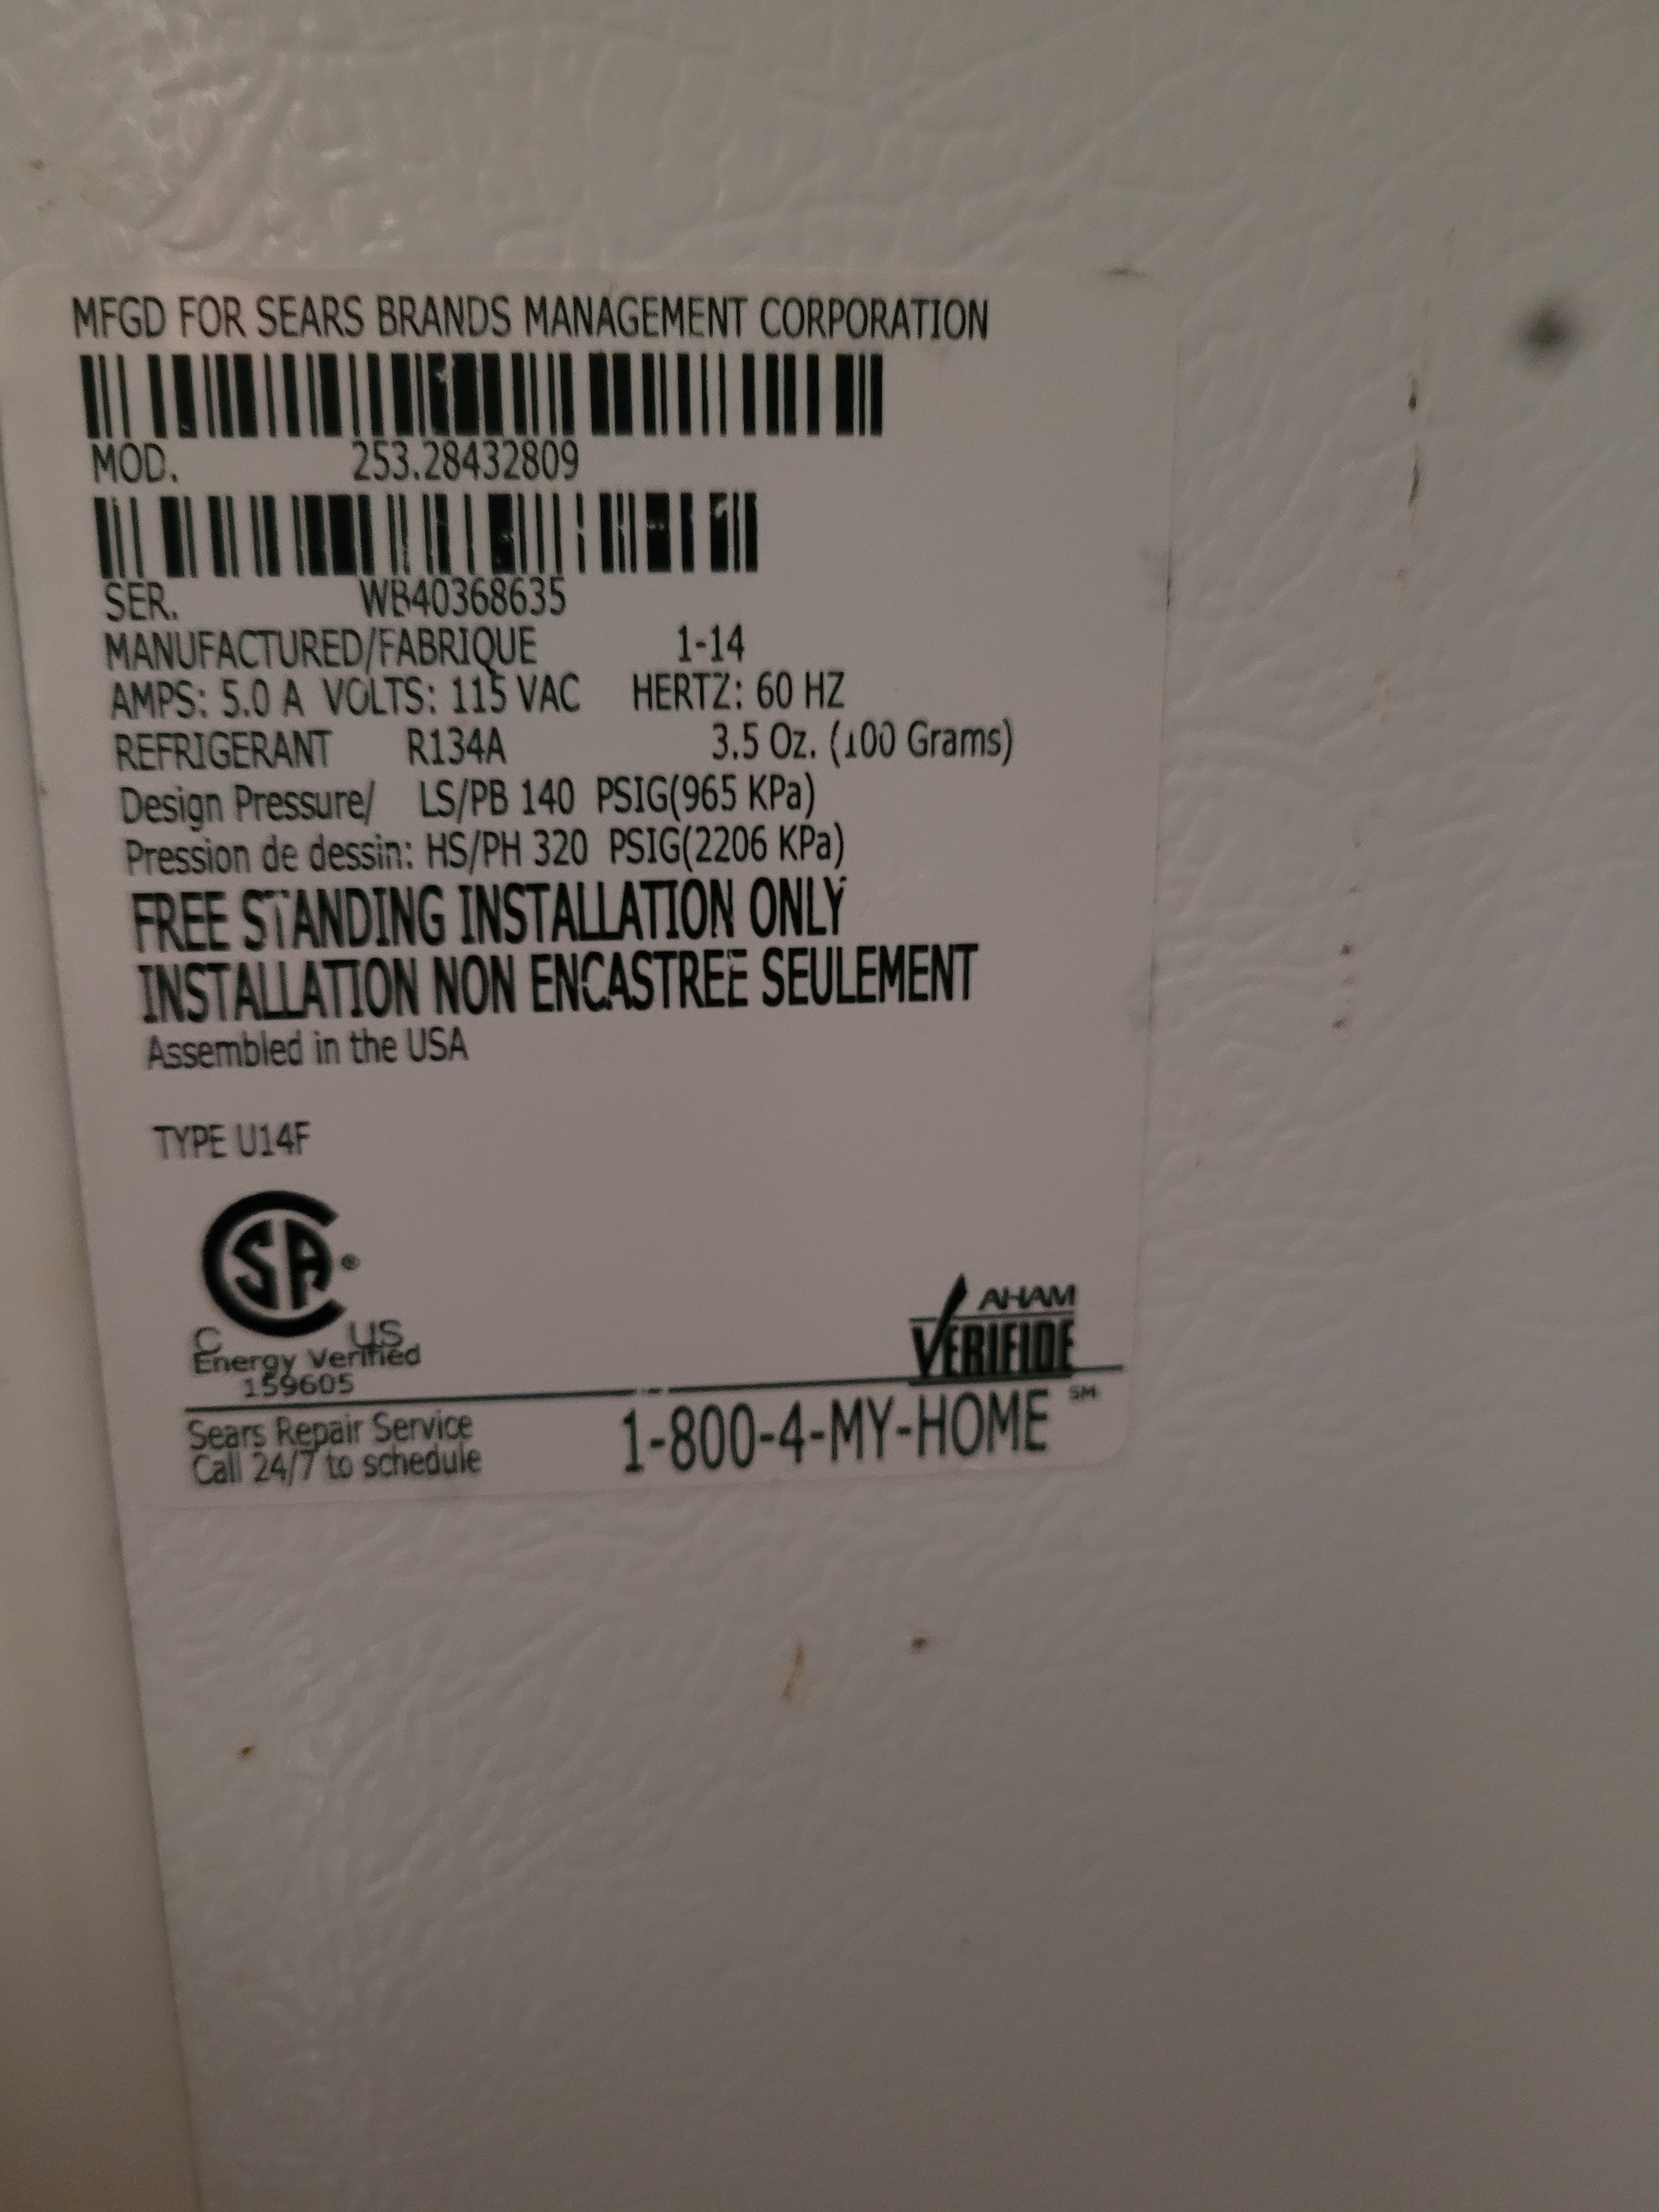 MFGD FOR SEARS BRANDS MANAGEMENT CORPORATION
MOD. 253.28432809
SER. WB40368635
MANUFACTURED/FABRIQUE 1-14
AMPS: 5.0 A VOLTS: 115 VAC HERTZ: 60 HZ
REFRIGERANT R134A 3.5 Oz. (100 Grams)
Design Pressure/ LS/PB 140 PSIG(965 KPa)
Pression de dessin: HS/PH 320 PSIG(2206 KPa)
FREE STANDING INSTALLATION ONLY
INSTALLATION NON ENCASTREE SEULEMENT
Assembled in the USA
TYPE U14F
CSA®
C US
Energy Verified
159605
AHAM
VERIFIDE
Sears Repair Service
Call 24/7 to schedule
1-800-4-MY-HOME SM